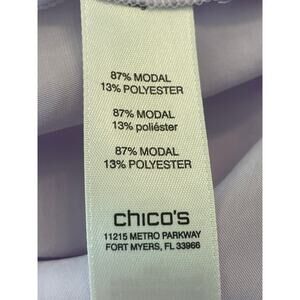 87% MODAL
13% POLYESTER
87% MODAL
13% poliéster
87% MODAL
13% POLYESTER
chico's
11215 METRO PARKWAY
FORT MYERS, FL 33966